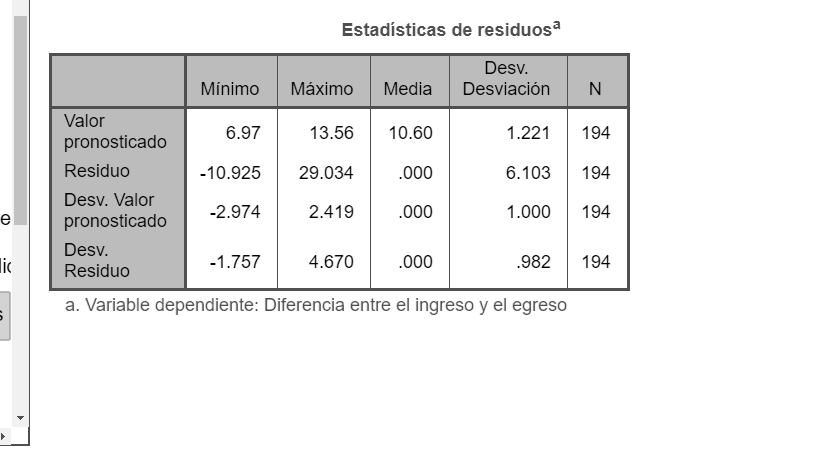 Estadísticas de residuosa
Mínimo Máximo Media Desv. Desviación N
Valor pronosticado 6.97 13.56 10.60 1.221 194
Residuo -10.925 29.034 .000 6.103 194
Desv. Valor pronosticado -2.974 2.419 .000 1.000 194
Desv. Residuo -1.757 4.670 .000 .982 194
a. Variable dependiente: Diferencia entre el ingreso y el egreso